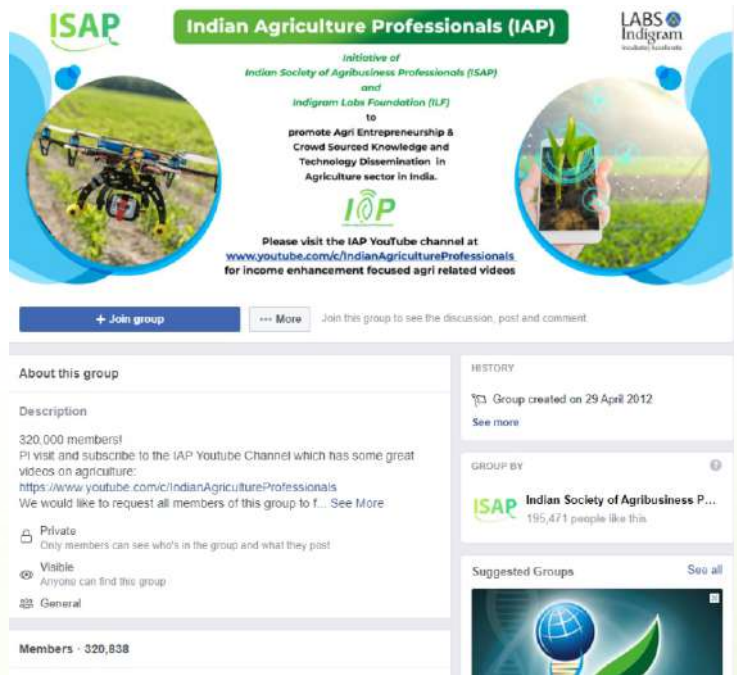 ISAP
Indian Agriculture Professionals (IAP)
LABS
Indigram
Initiative of
Indian Society of Agribusiness Professionals (ISAP)
and
Indigram Labs Foundation (ILF)
to
promote Agri Entrepreneurship &
Crowd Sourced Knowledge and
Technology Dissemination in
Agriculture sector in India.
IAP
Please visit the IAP YouTube channel at
www.youtube.com/c/IndianAgricultureProfessionals
for income enhancement focused agri related videos
+ Join group
More
Join this group to see the discussion, post and comment.
About this group
Description
320,000 members!
Pl visit and subscribe to the IAP Youtube Channel which has some great
videos on agriculture:
https://www.youtube.com/c/IndianAgricultureProfessionals
We would like to request all members of this group to f... See More
Private
Only members can see who's in the group and what they post
Visible
Anyone can find this group
General
Members · 320,838
HISTORY
Group created on 29 April 2012
See more
GROUP BY
ISAP
Indian Society of Agribusiness P...
195,471 people like this
Suggested Groups
See all